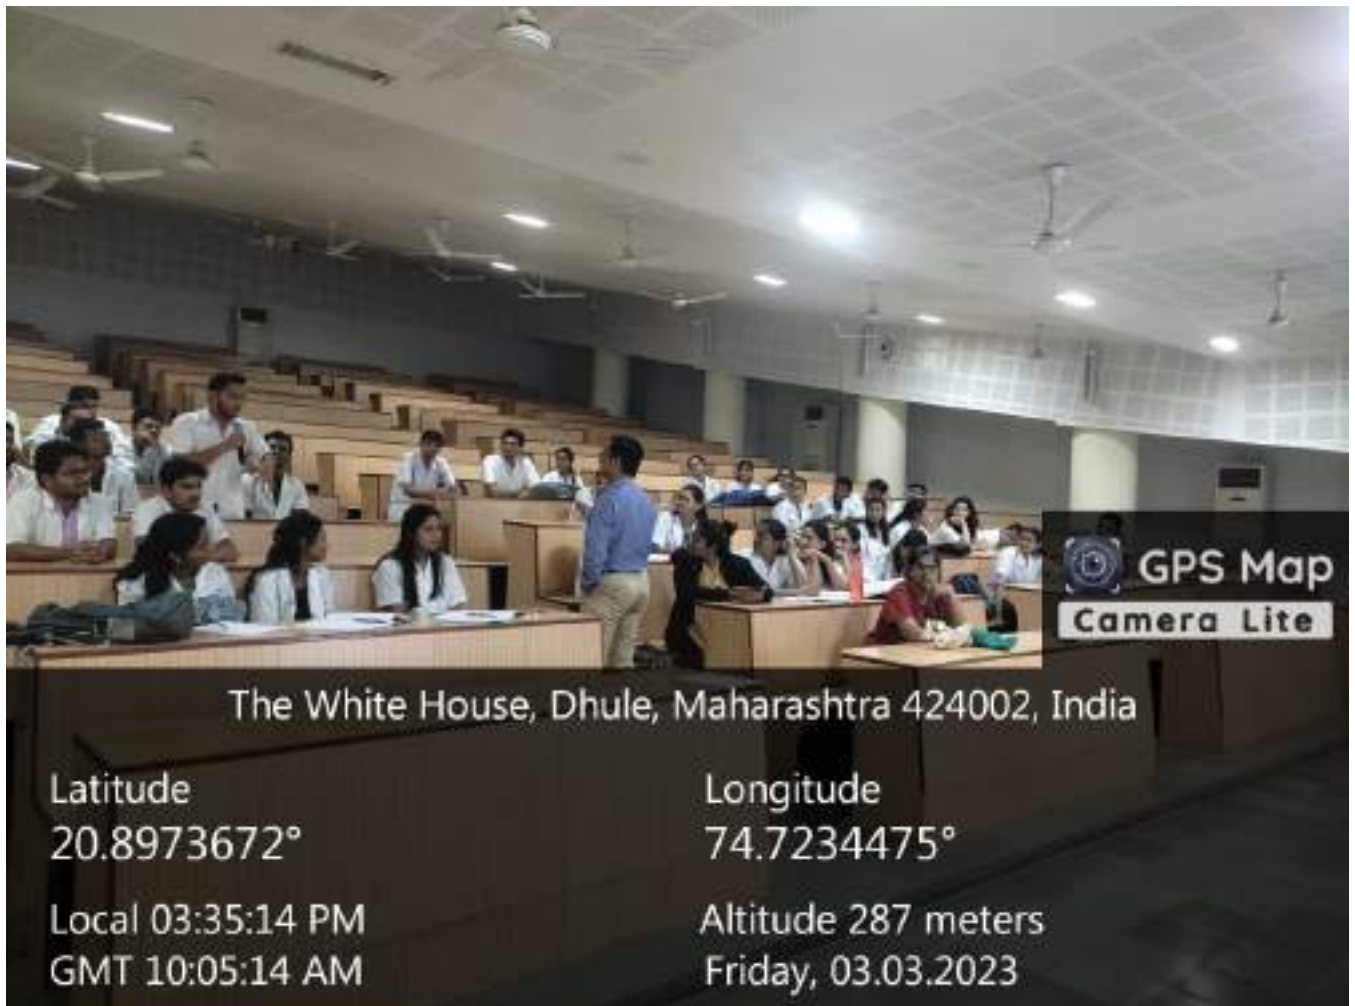 GPS Map
Camera Lite
The White House, Dhule, Maharashtra 424002, India
Latitude
20.8973672°
Longitude
74.7234475°
Local 03:35:14 PM
GMT 10:05:14 AM
Altitude 287 meters
Friday, 03.03.2023